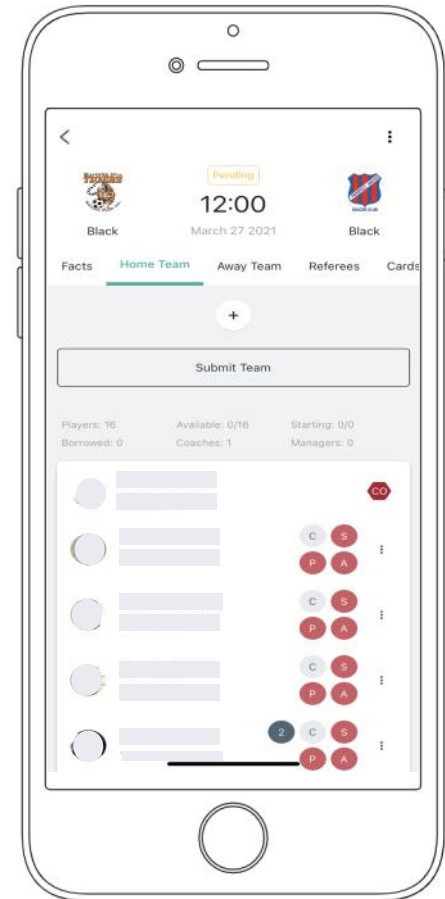 Pending
12:00
Black March 27 2021 Black
Facts Home Team Away Team Referees Cards
+
Submit Team
Players: 16 Available: 0/16 Starting: 0/0
Borrowed: 0 Coaches: 1 Managers: 0
CO
C S
P A
C S
P A
C S
P A
2 C S
P A